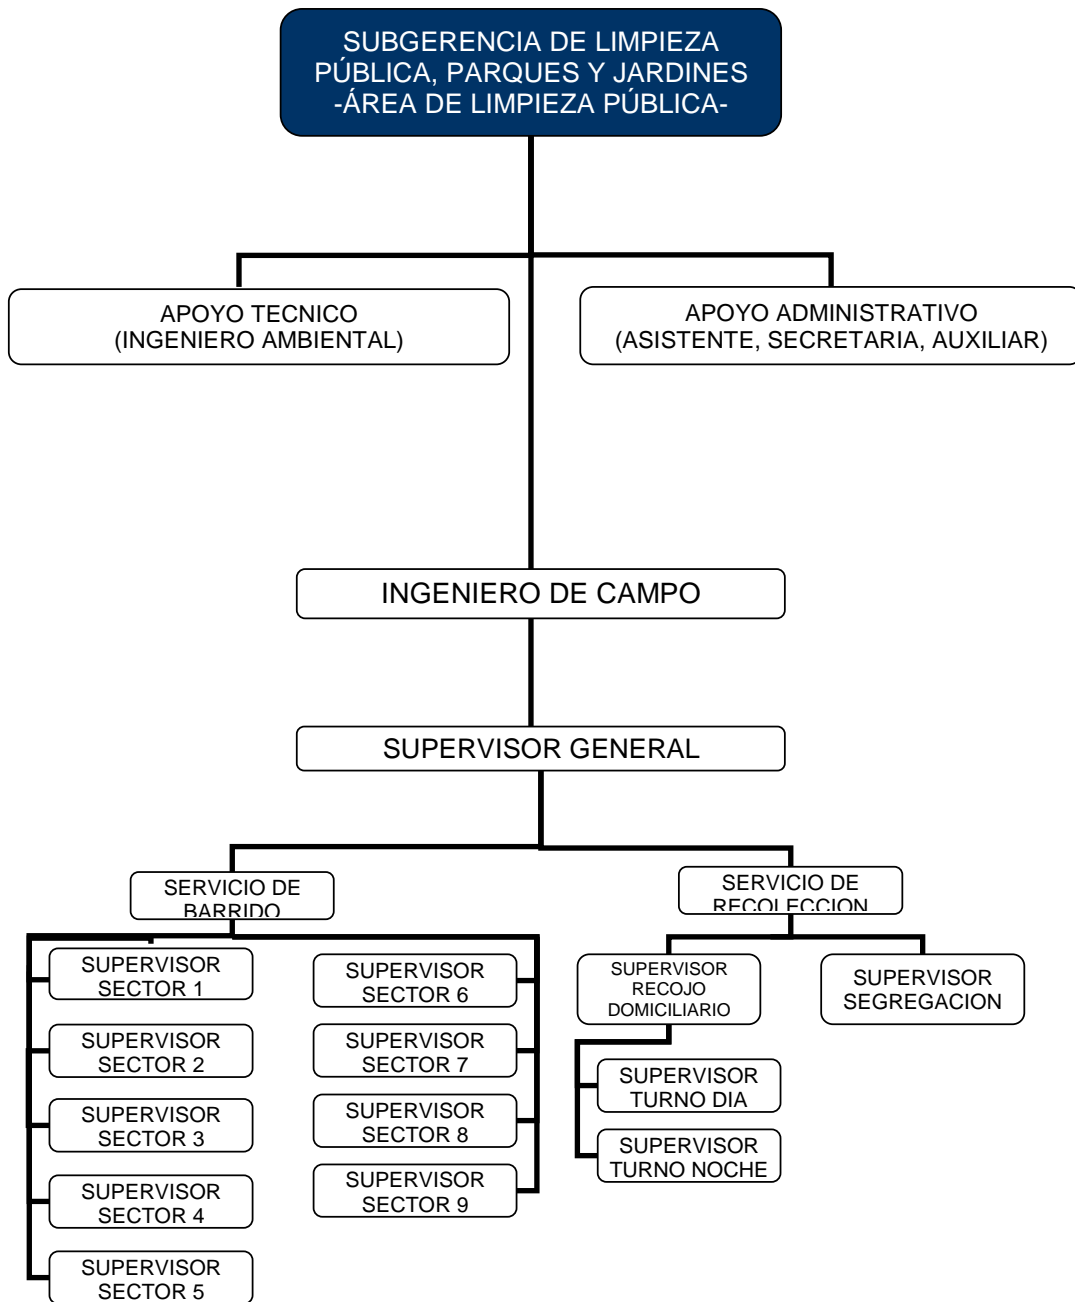 SUBGERENCIA DE LIMPIEZA
PÚBLICA, PARQUES Y JARDINES
-ÁREA DE LIMPIEZA PÚBLICA-
APOYO TECNICO
(INGENIERO AMBIENTAL)
APOYO ADMINISTRATIVO
(ASISTENTE, SECRETARIA, AUXILIAR)
INGENIERO DE CAMPO
SUPERVISOR GENERAL
SERVICIO DE
BARRIDO
SERVICIO DE
RECOLECCION
SUPERVISOR
SECTOR 1
SUPERVISOR
SECTOR 2
SUPERVISOR
SECTOR 3
SUPERVISOR
SECTOR 4
SUPERVISOR
SECTOR 5
SUPERVISOR
SECTOR 6
SUPERVISOR
SECTOR 7
SUPERVISOR
SECTOR 8
SUPERVISOR
SECTOR 9
SUPERVISOR
RECOJO
DOMICILIARIO
SUPERVISOR
TURNO DIA
SUPERVISOR
TURNO NOCHE
SUPERVISOR
SEGREGACION